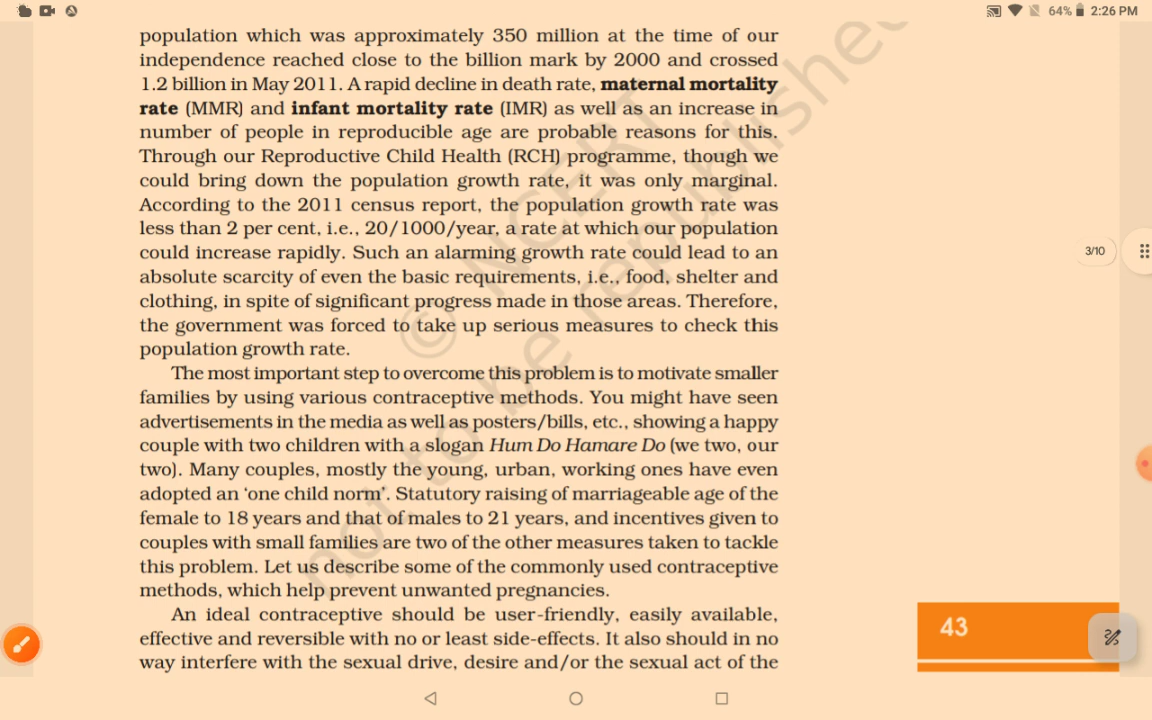 64% 2:26 PM
population which was approximately 350 million at the time of our
independence reached close to the billion mark by 2000 and crossed
1.2 billion in May 2011. A rapid decline in death rate, maternal mortality
rate (MMR) and infant mortality rate (IMR) as well as an increase in
number of people in reproducible age are probable reasons for this.
Through our Reproductive Child Health (RCH) programme, though we
could bring down the population growth rate, it was only marginal.
According to the 2011 census report, the population growth rate was
less than 2 per cent, i.e., 20/1000/year, a rate at which our population
could increase rapidly. Such an alarming growth rate could lead to an
absolute scarcity of even the basic requirements, i.e., food, shelter and
clothing, in spite of significant progress made in those areas. Therefore,
the government was forced to take up serious measures to check this
population growth rate.
The most important step to overcome this problem is to motivate smaller
families by using various contraceptive methods. You might have seen
advertisements in the media as well as posters/bills, etc., showing a happy
couple with two children with a slogan Hum Do Hamare Do (we two, our
two). Many couples, mostly the young, urban, working ones have even
adopted an ‘one child norm’. Statutory raising of marriageable age of the
female to 18 years and that of males to 21 years, and incentives given to
couples with small families are two of the other measures taken to tackle
this problem. Let us describe some of the commonly used contraceptive
methods, which help prevent unwanted pregnancies.
An ideal contraceptive should be user-friendly, easily available,
effective and reversible with no or least side-effects. It also should in no
way interfere with the sexual drive, desire and/or the sexual act of the
3/10
43
© NCERT
not to be republished